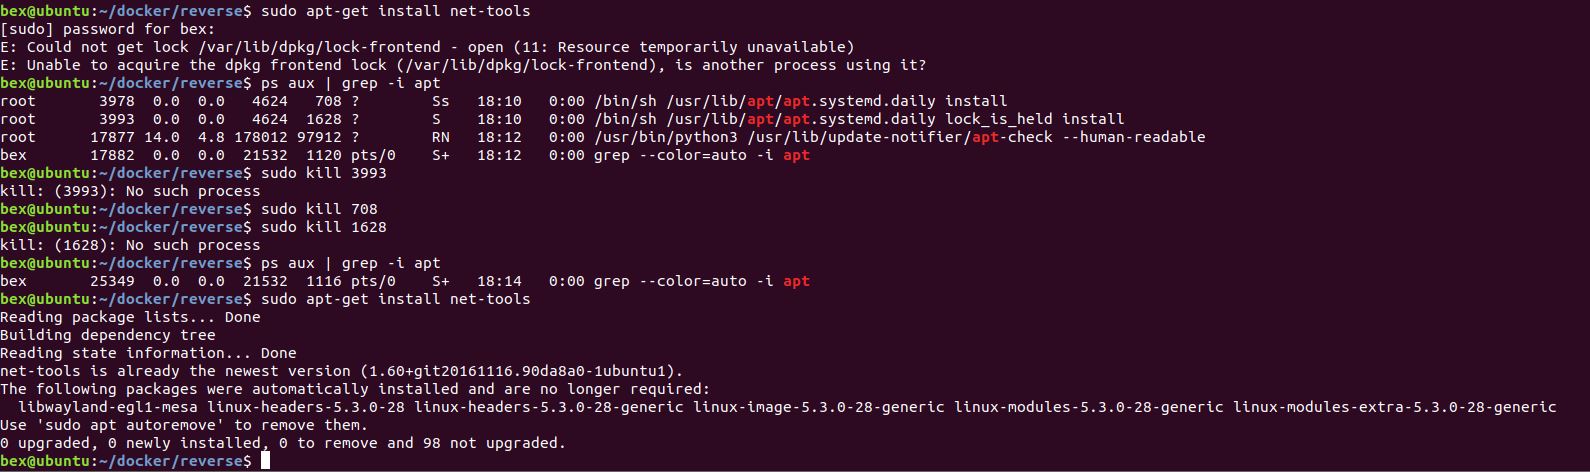 bex@ubuntu:~/docker/reverse$ sudo apt-get install net-tools
[sudo] password for bex:
E: Could not get lock /var/lib/dpkg/lock-frontend - open (11: Resource temporarily unavailable)
E: Unable to acquire the dpkg frontend lock (/var/lib/dpkg/lock-frontend), is another process using it?
bex@ubuntu:~/docker/reverse$ ps aux | grep -i apt
root      3978  0.0  0.0   4624   708 ?        Ss   18:10   0:00 /bin/sh /usr/lib/apt/apt.systemd.daily install
root      3993  0.0  0.0   4624  1628 ?        S    18:10   0:00 /bin/sh /usr/lib/apt/apt.systemd.daily lock_is_held install
root     17877 14.0  4.8 178012 97912 ?        RN   18:12   0:00 /usr/bin/python3 /usr/lib/update-notifier/apt-check --human-readable
bex      17882  0.0  0.0  21532  1120 pts/0    S+   18:12   0:00 grep --color=auto -i apt
bex@ubuntu:~/docker/reverse$ sudo kill 3993
kill: (3993): No such process
bex@ubuntu:~/docker/reverse$ sudo kill 708
bex@ubuntu:~/docker/reverse$ sudo kill 1628
kill: (1628): No such process
bex@ubuntu:~/docker/reverse$ ps aux | grep -i apt
bex      25349  0.0  0.0  21532  1116 pts/0    S+   18:14   0:00 grep --color=auto -i apt
bex@ubuntu:~/docker/reverse$ sudo apt-get install net-tools
Reading package lists... Done
Building dependency tree
Reading state information... Done
net-tools is already the newest version (1.60+git20161116.90da8a0-1ubuntu1).
The following packages were automatically installed and are no longer required:
  libwayland-egl1-mesa linux-headers-5.3.0-28 linux-headers-5.3.0-28-generic linux-image-5.3.0-28-generic linux-modules-5.3.0-28-generic linux-modules-extra-5.3.0-28-generic
Use 'sudo apt autoremove' to remove them.
0 upgraded, 0 newly installed, 0 to remove and 98 not upgraded.
bex@ubuntu:~/docker/reverse$